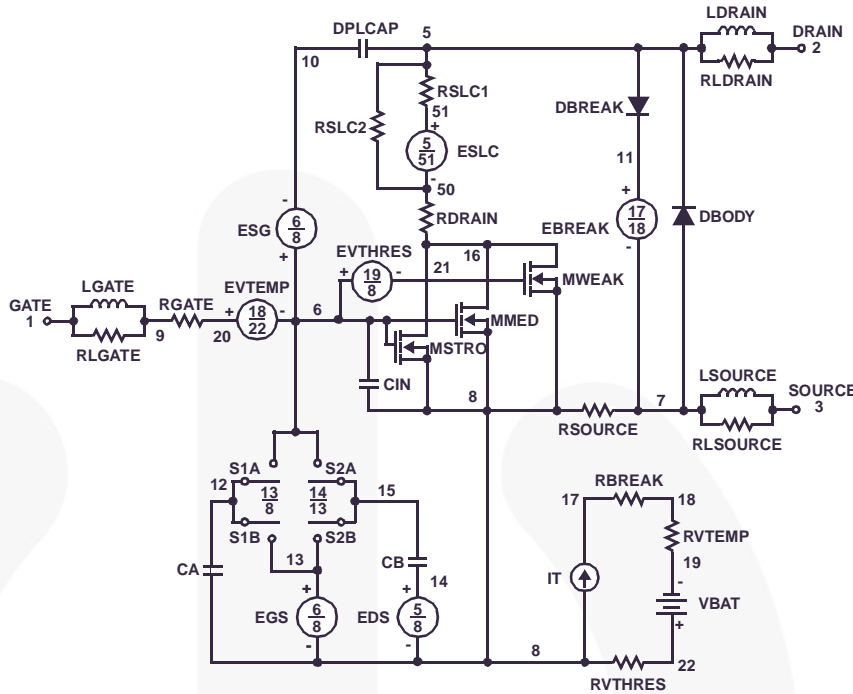 LDRAIN
DPLCAP 5 DRAIN
10 2
RSLC1 RLDRAIN
51 DBREAK
RSLC2 +
5
51 ESLC
11
- 50
- RDRAIN +
6
8 ESG 17
18 DBODY
EBREAK
+ EVTHRES 16 -
+ 19
8 - 21 MWEAK
LGATE EVTEMP
GATE RGATE + 18
22 - 6 MMED
1 9 20 MSTRO
RLGATE
CIN LSOURCE
8 7 SOURCE
RSOURCE 3
RLSOURCE
S1A S2A
12 13
8 14
13 15 RBREAK
17 18
S1B S2B RVTEMP
13 CB 19
CA IT -
+ + 14
EGS 6
8 EDS 5
8 VBAT
- - +
8 22
RVTHRES